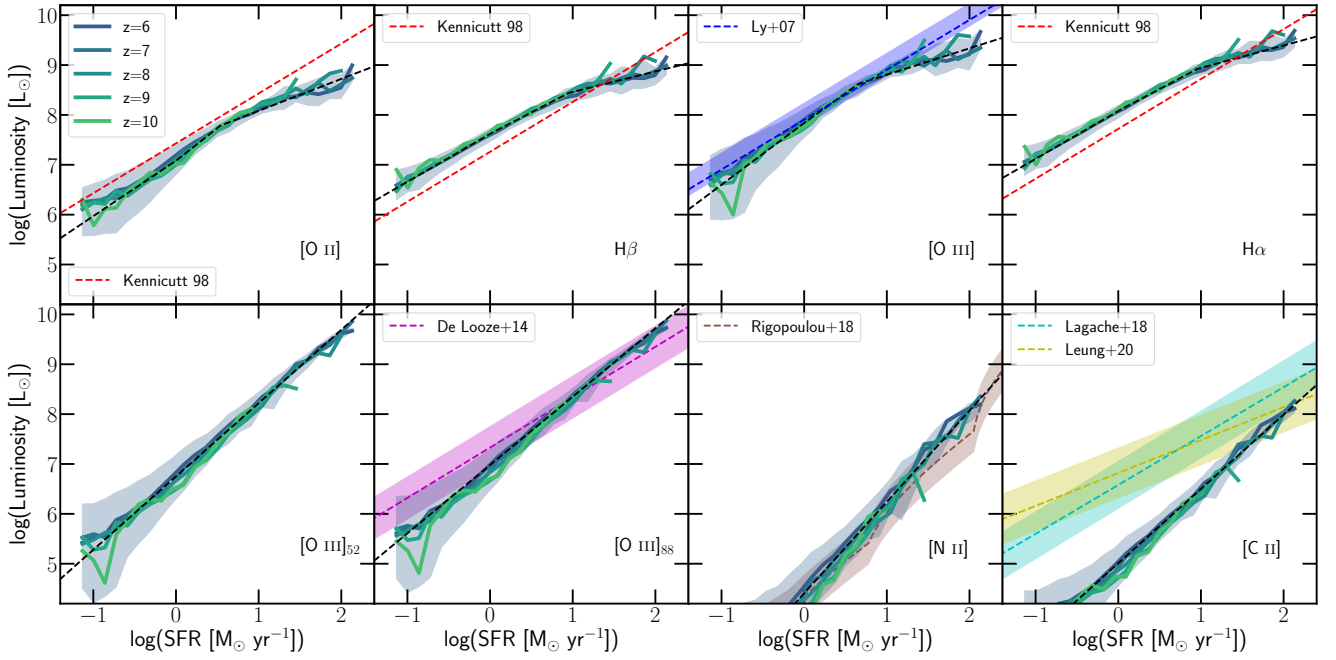 log(Luminosity [L⊙])
10
9
8
7
6
5
z=6
z=7
z=8
z=9
z=10
Kennicutt 98
[O II]
Kennicutt 98
Hβ
Ly+07
[O III]
Kennicutt 98
Hα
log(Luminosity [L⊙])
10
9
8
7
6
5
[O III]52
De Looze+14
[O III]88
Rigopoulou+18
[N II]
Lagache+18
Leung+20
[C II]
−1 0 1 2
−1 0 1 2
−1 0 1 2
−1 0 1 2
log(SFR [M⊙ yr−1])
log(SFR [M⊙ yr−1])
log(SFR [M⊙ yr−1])
log(SFR [M⊙ yr−1])